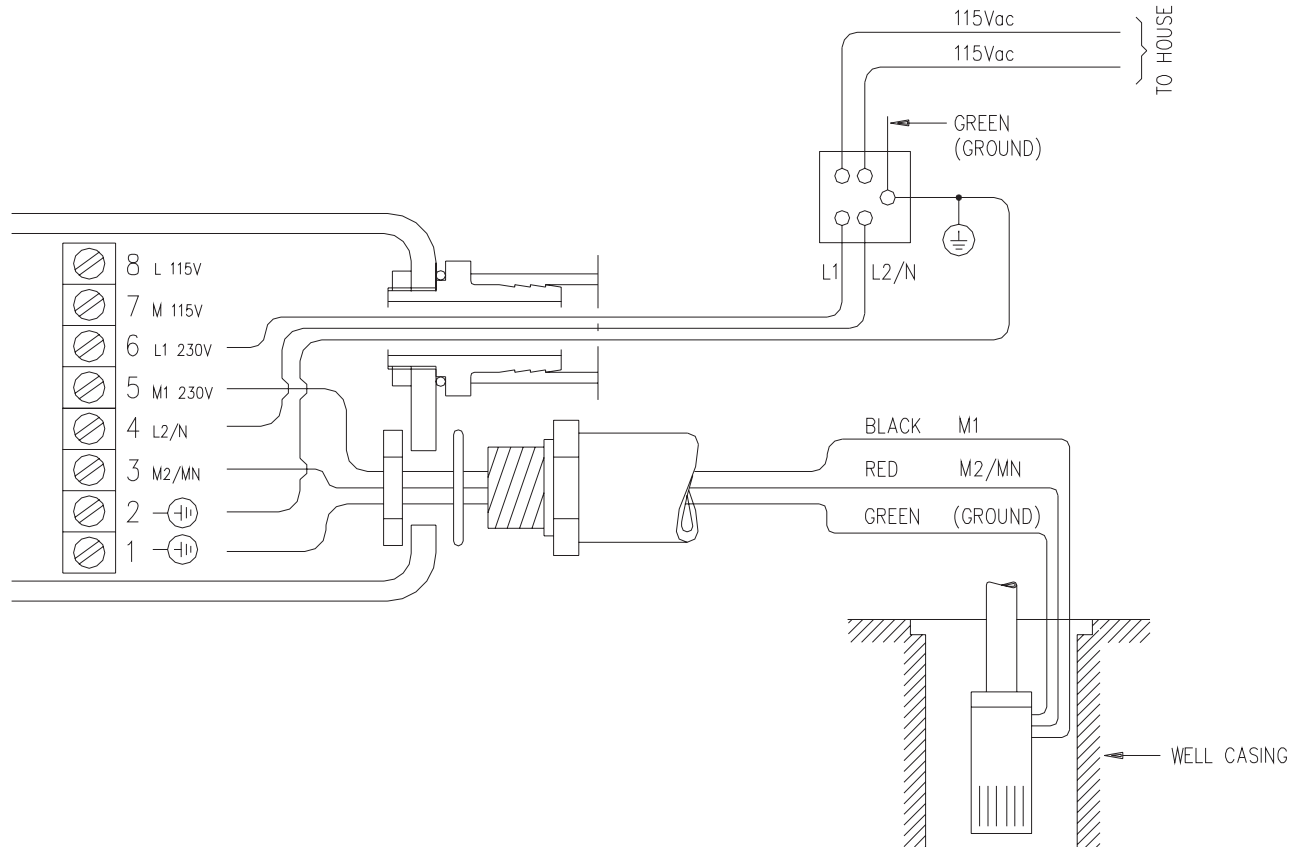 115Vac
115Vac
TO HOUSE
GREEN
(GROUND)
L1 L2/N
8 L 115V
7 M 115V
6 L1 230V
5 M1 230V
4 L2/N
3 M2/MN
2
1
BLACK M1
RED M2/MN
GREEN (GROUND)
WELL CASING